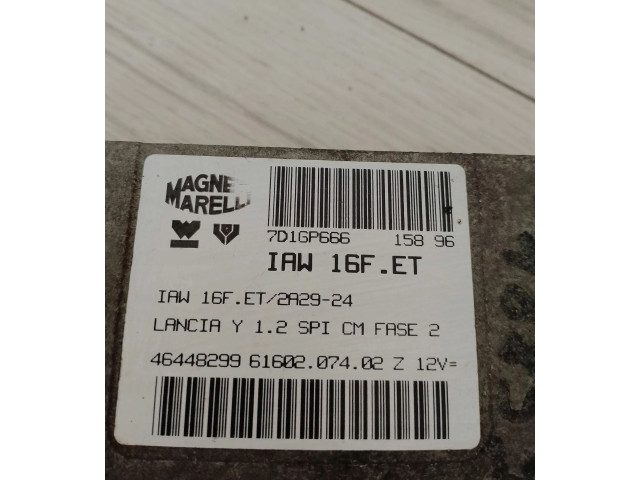 MAGNE
MARELLI
7D1GP666 158 96
IAW 16F.ET
IAW 16F.ET/2A29-24
LANCIA Y 1.2 SPI CM FASE 2
46448299 61602.074.02 Z 12V=